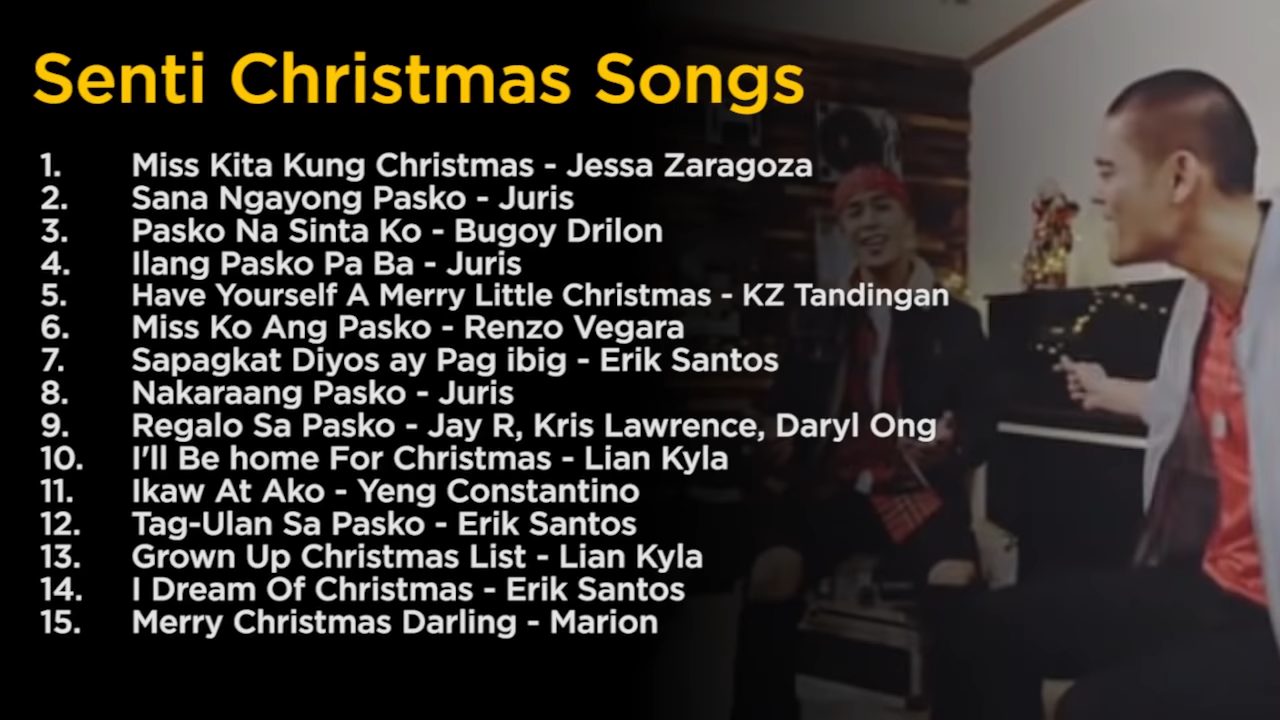 Senti Christmas Songs
1. Miss Kita Kung Christmas - Jessa Zaragoza
2. Sana Ngayong Pasko - Juris
3. Pasko Na Sinta Ko - Bugoy Drilon
4. Ilang Pasko Pa Ba - Juris
5. Have Yourself A Merry Little Christmas - KZ Tandingan
6. Miss Ko Ang Pasko - Renzo Vegara
7. Sapagkat Diyos ay Pag ibig - Erik Santos
8. Nakaraang Pasko - Juris
9. Regalo Sa Pasko - Jay R, Kris Lawrence, Daryl Ong
10. I'll Be home For Christmas - Lian Kyla
11. Ikaw At Ako - Yeng Constantino
12. Tag-Ulan Sa Pasko - Erik Santos
13. Grown Up Christmas List - Lian Kyla
14. I Dream Of Christmas - Erik Santos
15. Merry Christmas Darling - Marion